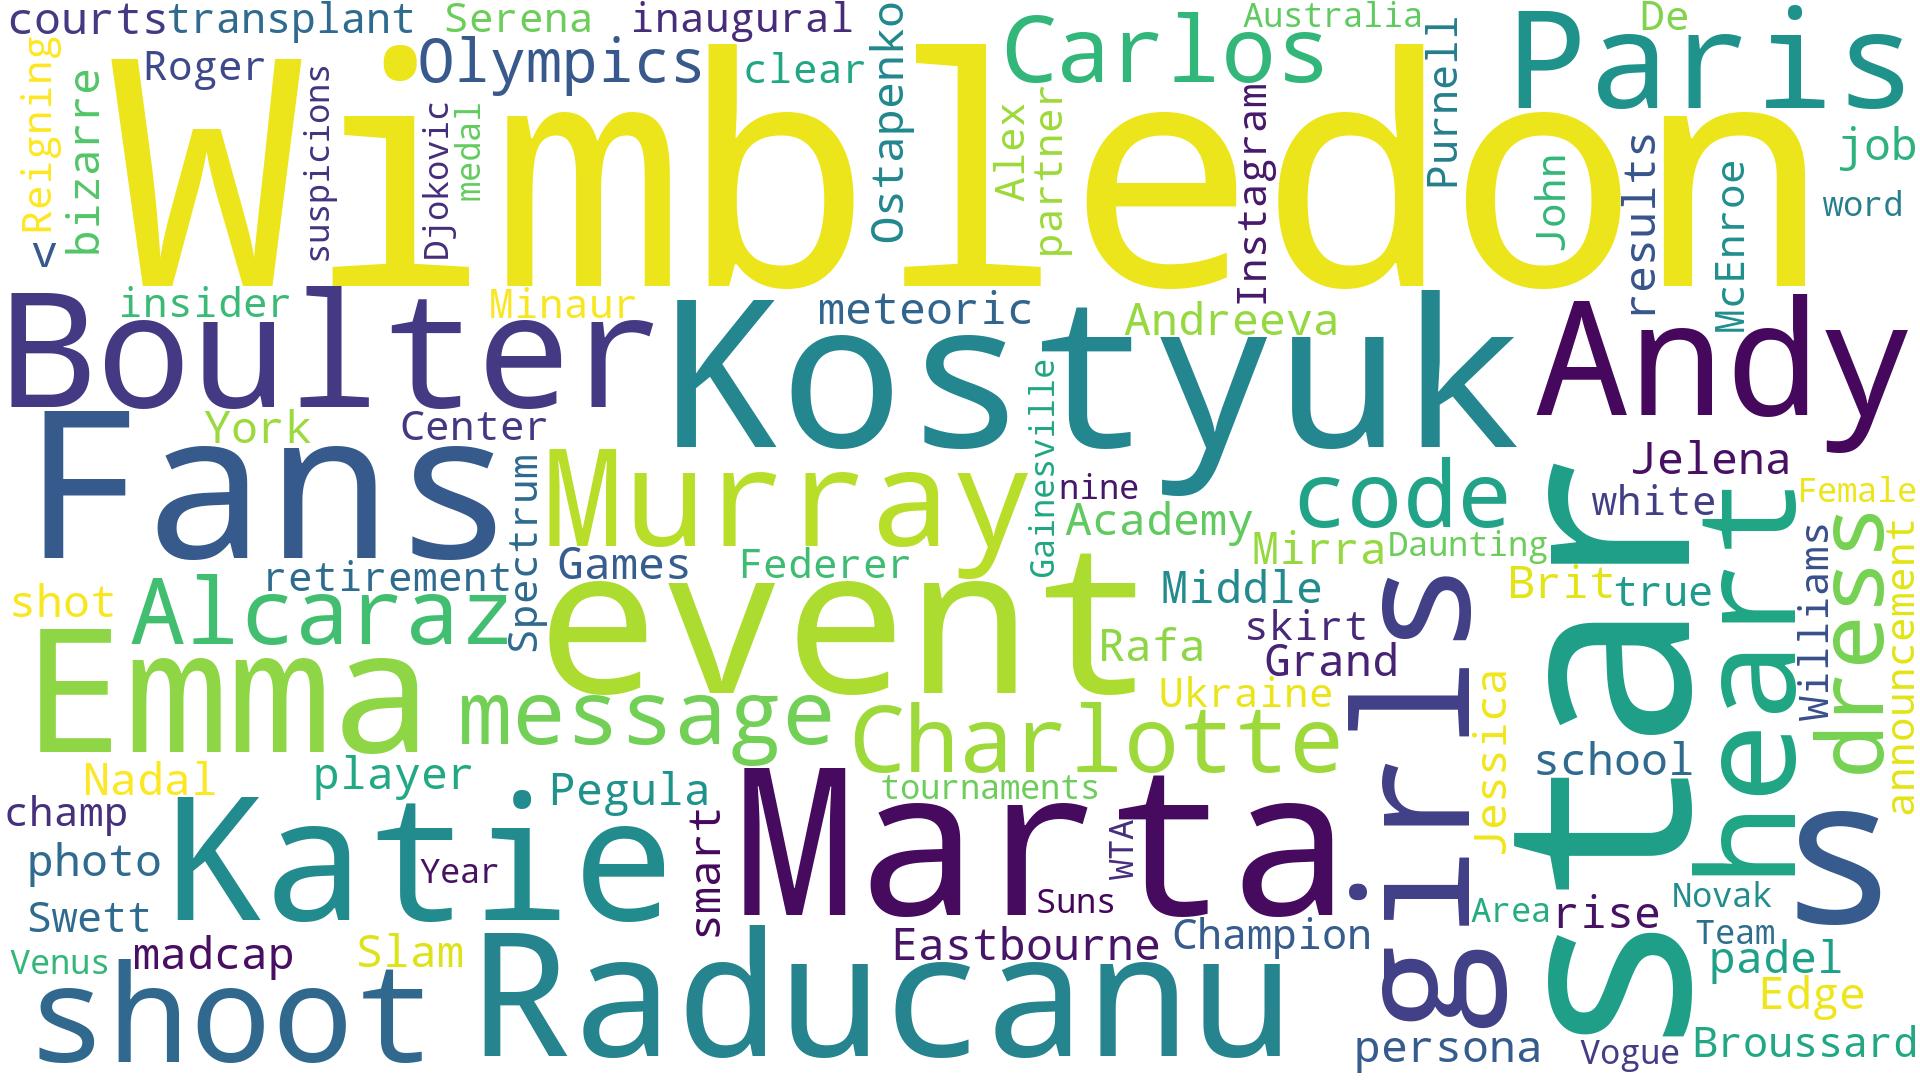 courts
transplant
Serena
inaugural
Carlos
Australia
Paris
De
Reigning
bizarre
Roger
Wimbledon
suspicions
Olympics
Djokovic
medal
clear
Ostapenko
Alex
partner
Instagram
Purnell
John
results
McEnroe
job
word
<
Boulter
insider
Minaur
Kostyuk
meteoric
Andreeva
Andy
Fans
York
Center
Spectrum
Murray
Gainesville
nine
Academy
code
Jelena
white
Female
Mirra
Daunting
star
heart
dress
Williams
announcement
shot
Alcaraz
retirement
Games
Federer
event
Middle
Brit
true
skirt
Grand
Rafa
girls
Emma
message
Charlotte
Ukraine
Jessica
school
Nadal
player
Pegula
tournaments
champ
photo
Katie
Year
smart
Marta
WTA
Suns
s
Swett
Venus
madcap
Slam
Raducanu
Eastbourne
Champion
Area
rise
Novak
Team
padel
Edge
shoot
persona
Vogue
Broussard